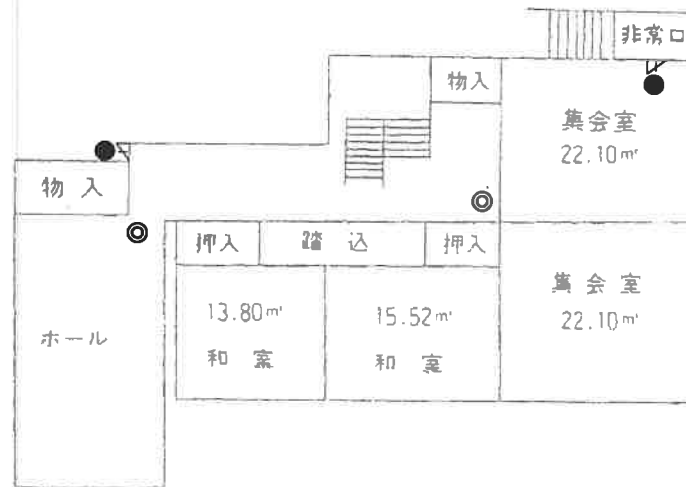 非常口
物入
集会室
22.10㎡
物入
押入
踏込
押入
集会室
22.10㎡
13.80㎡
和室
15.52㎡
和室
ホール